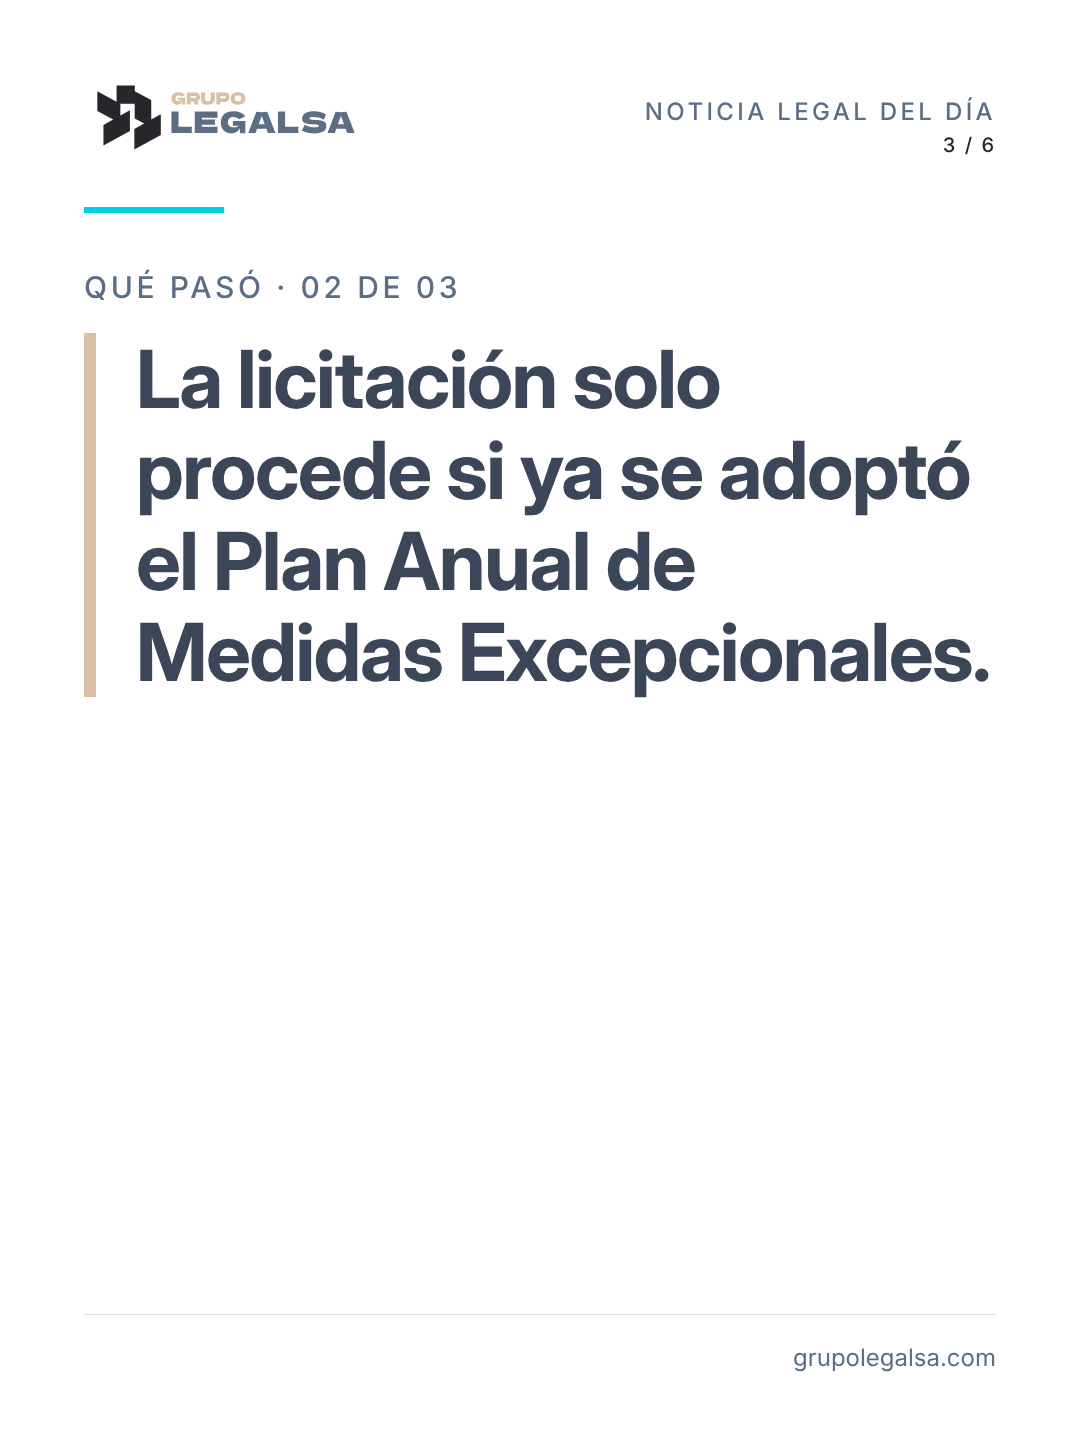 GRUPO
LEGALSA
NOTICIA LEGAL DEL DÍA
3 / 6
QUÉ PASÓ · 02 DE 03
La licitación solo
procede si ya se adoptó
el Plan Anual de
Medidas Excepcionales.
grupolegalsa.com